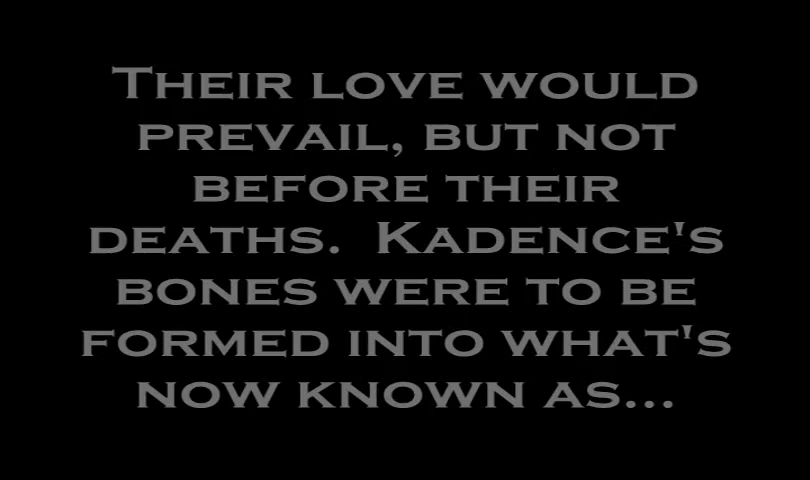 Their love would
prevail, but not
before their
deaths.  Kadence's
bones were to be
formed into what's
now known as...